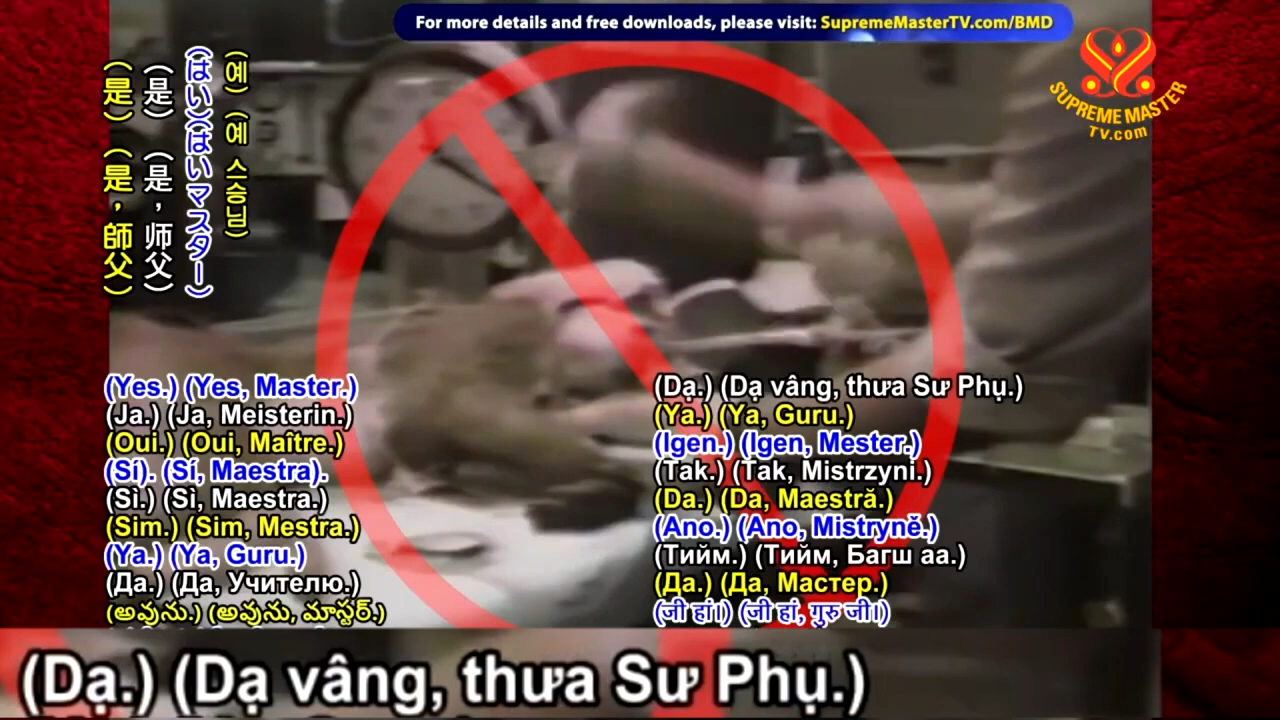 For more details and free downloads, please visit: SupremeMasterTV.com/BMD
SUPREME MASTER
TV.com
(예) (예 스승님)
(はい)(はいマスター)
(是) (是，师父)
(是) (是，師父)
(Yes.) (Yes, Master.)
(Ja.) (Ja, Meisterin.)
(Oui.) (Oui, Maître.)
(Sí). (Sí, Maestra).
(Sì.) (Sì, Maestra.)
(Sim.) (Sim, Mestra.)
(Ya.) (Ya, Guru.)
(Да.) (Да, Учителю.)
(అవును.) (అవును, మాస్టర్.)
(Dạ.) (Dạ vâng, thưa Sư Phụ.)
(Ya.) (Ya, Guru.)
(Igen.) (Igen, Mester.)
(Tak.) (Tak, Mistrzyni.)
(Da.) (Da, Maestră.)
(Ano.) (Ano, Mistryně.)
(Тийм.) (Тийм, Багш аа.)
(Да.) (Да, Мастер.)
(जी हां।) (जी हां, गुरु जी।)
(Dạ.) (Dạ vâng, thưa Sư Phụ.)